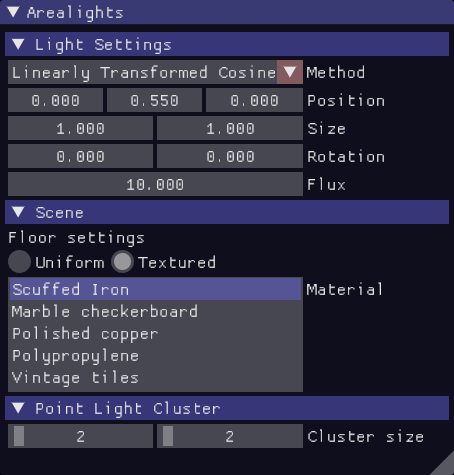 Arealights
Light Settings
Linearly Transformed Cosine Method
0.000 0.550 0.000 Position
1.000 1.000 Size
0.000 0.000 Rotation
10.000 Flux
Scene
Floor settings
Uniform Textured
Scuffed Iron Material
Marble checkerboard
Polished copper
Polypropylene
Vintage tiles
Point Light Cluster
2 2 Cluster size